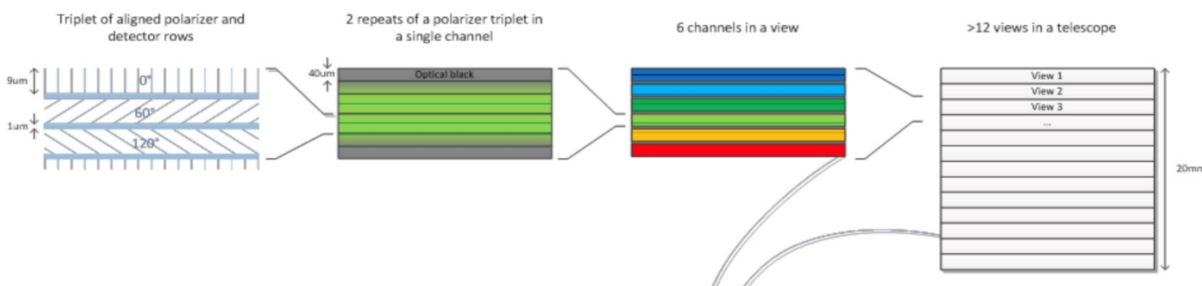 Triplet of aligned polarizer and
detector rows
2 repeats of a polarizer triplet in
a single channel
6 channels in a view
>12 views in a telescope
9um
0°
60°
1um
120°
40um
Optical black
View 1
View 2
View 3
...
20mm